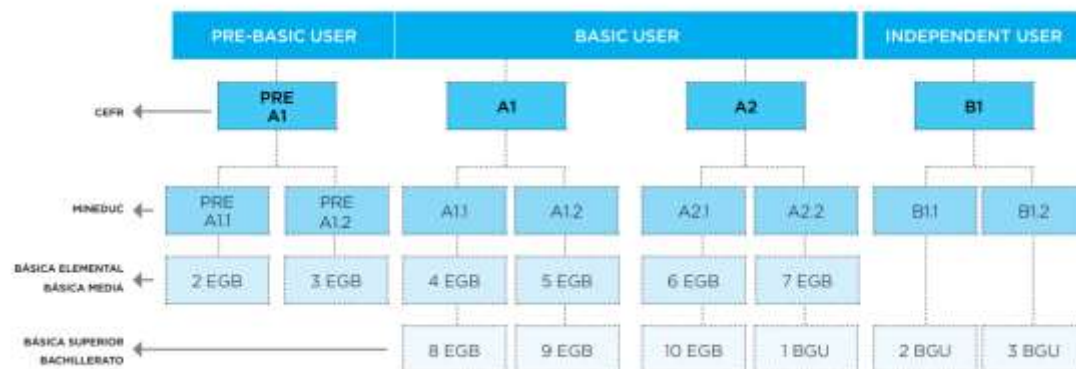 PRE-BASIC USER BASIC USER INDEPENDENT USER
CEFR PRE A1 A1 A2 B1
MINEDUC PRE A1.1 PRE A1.2 A1.1 A1.2 A2.1 A2.2 B1.1 B1.2
BÁSICA ELEMENTAL
BÁSICA MEDIA
2 EGB 3 EGB 4 EGB 5 EGB 6 EGB 7 EGB
BÁSICA SUPERIOR
BACHILLERATO
8 EGB 9 EGB 10 EGB 1 BGU 2 BGU 3 BGU